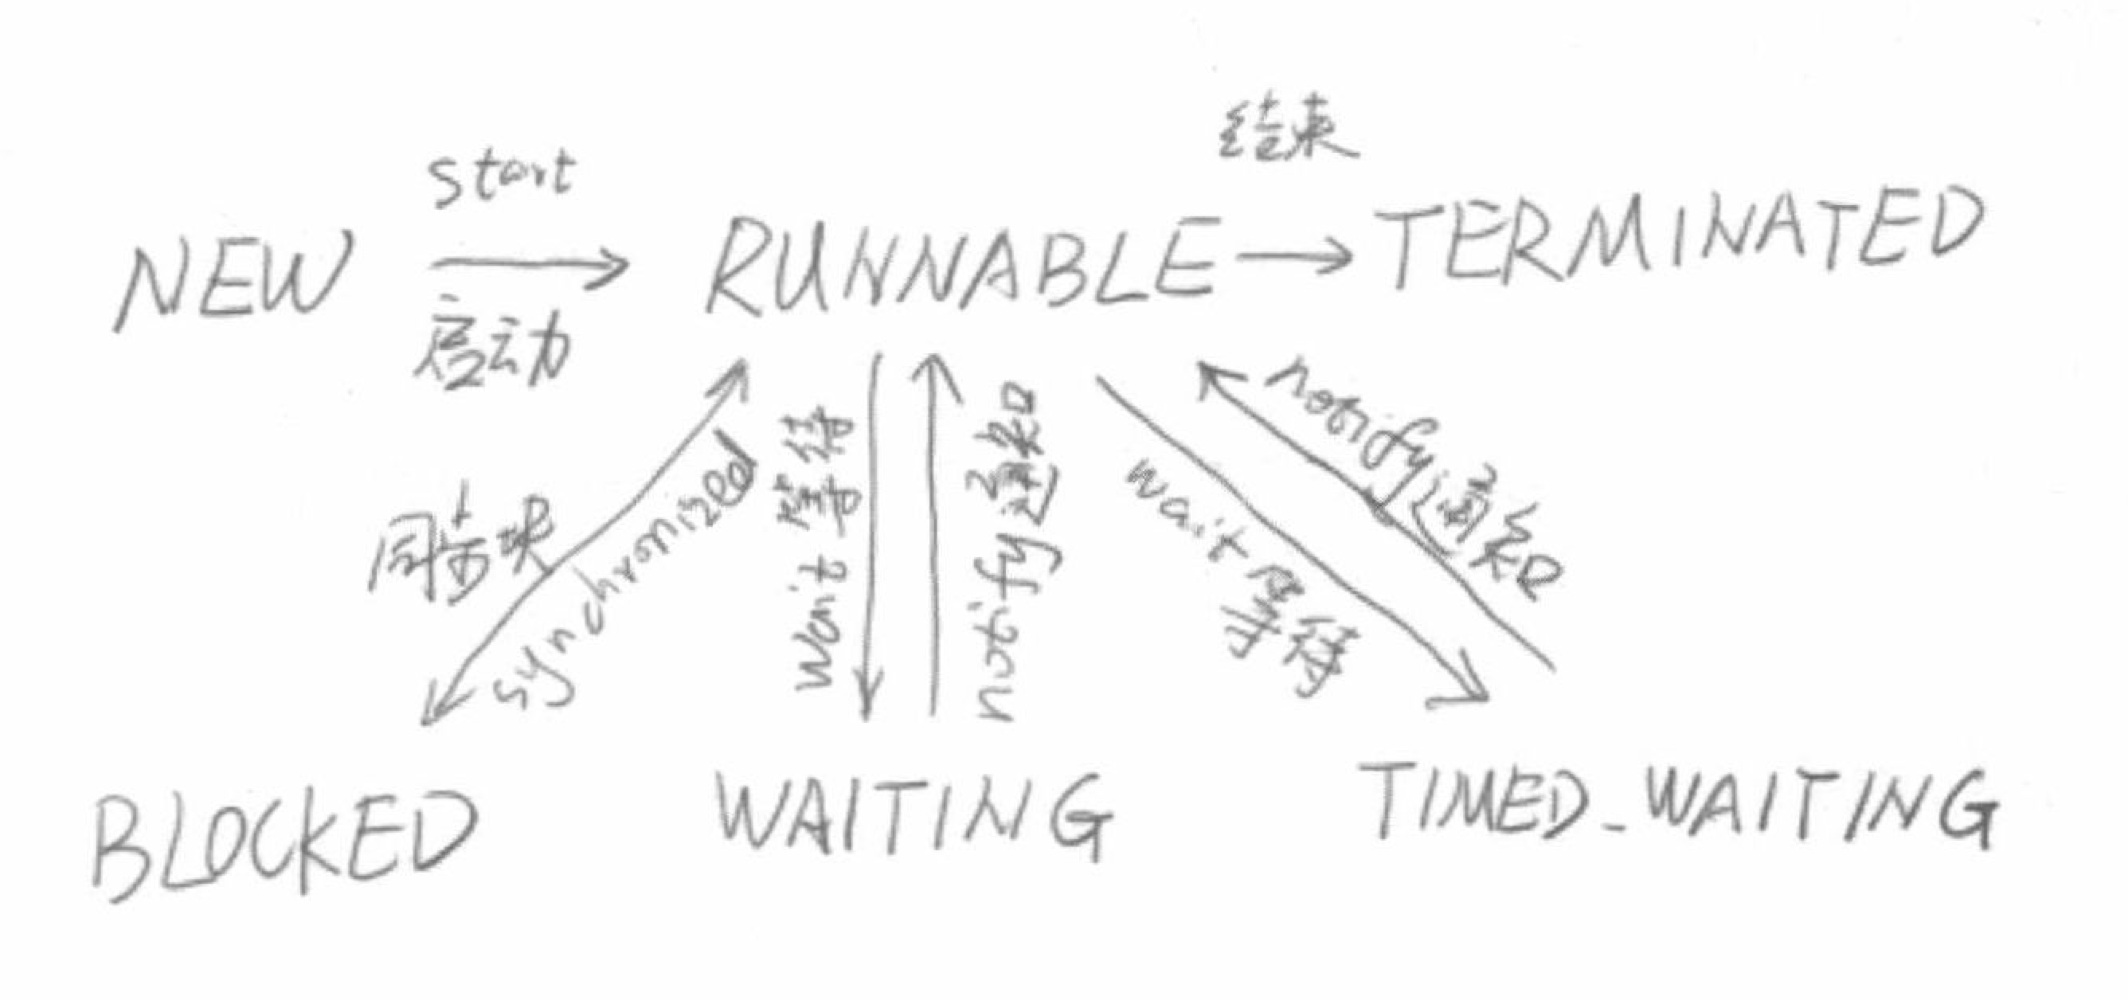 结束
start
NEW
RUNNABLE
TERMINATED
启动
同步块
synchronized
wait 等待
notify 通知
wait 等待
notify 通知
BLOCKED
WAITING
TIMED_WAITING